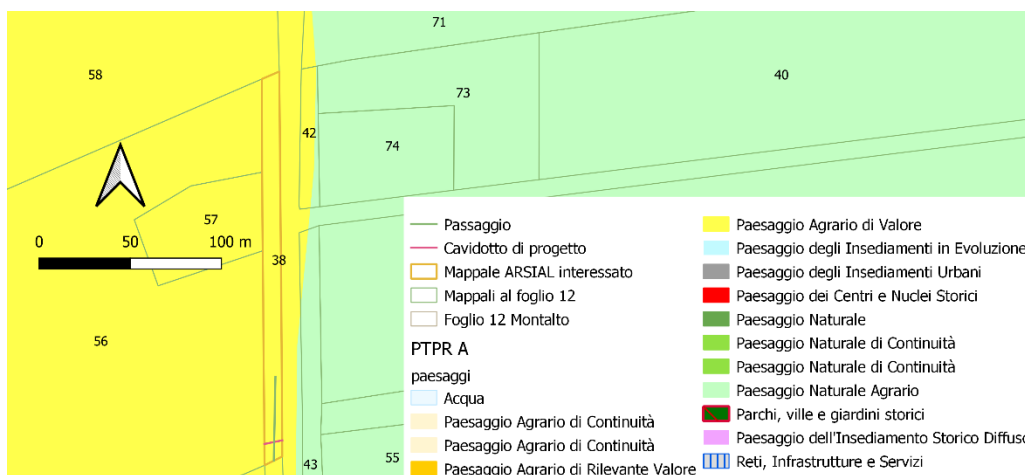 71
58
40
73
42
74
57
0 50 100 m
38
56
43
55
Passaggio
Cavidotto di progetto
Mappale ARSIAL interessato
Mappali al foglio 12
Foglio 12 Montalto
PTPR A
paesaggi
Acqua
Paesaggio Agrario di Continuità
Paesaggio Agrario di Continuità
Paesaggio Agrario di Rilevante Valore
Paesaggio Agrario di Valore
Paesaggio degli Insediamenti in Evoluzione
Paesaggio degli Insediamenti Urbani
Paesaggio dei Centri e Nuclei Storici
Paesaggio Naturale
Paesaggio Naturale di Continuità
Paesaggio Naturale di Continuità
Paesaggio Naturale Agrario
Parchi, ville e giardini storici
Paesaggio dell'Insediamento Storico Diffuso
Reti, Infrastrutture e Servizi